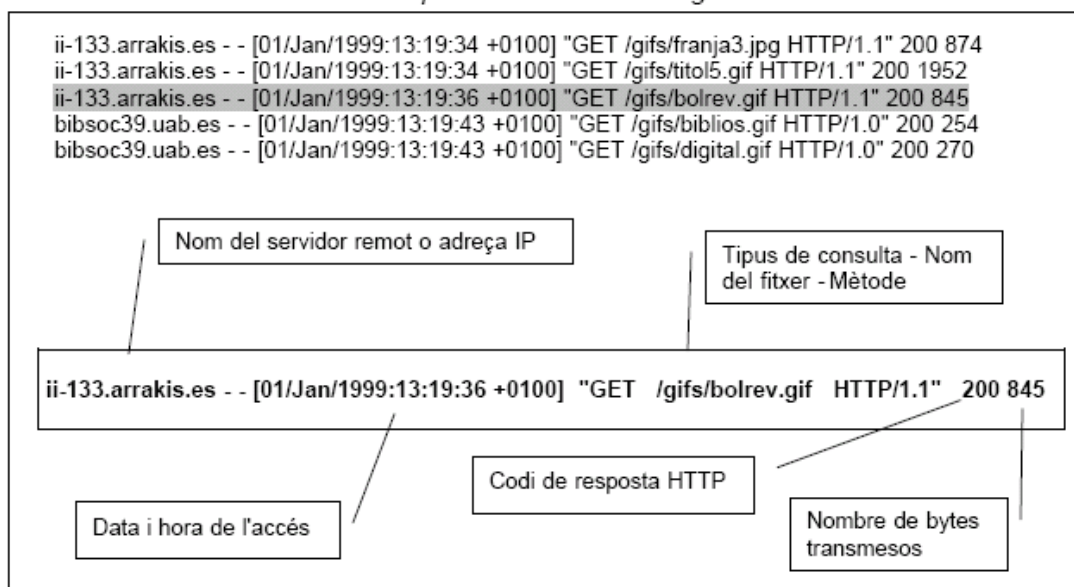 ii-133.arrakis.es - - [01/Jan/1999:13:19:34 +0100] "GET /gifs/franja3.jpg HTTP/1.1" 200 874
ii-133.arrakis.es - - [01/Jan/1999:13:19:34 +0100] "GET /gifs/titol5.gif HTTP/1.1" 200 1952
ii-133.arrakis.es - - [01/Jan/1999:13:19:36 +0100] "GET /gifs/bolrev.gif HTTP/1.1" 200 845
bibsoc39.uab.es - - [01/Jan/1999:13:19:43 +0100] "GET /gifs/biblios.gif HTTP/1.0" 200 254
bibsoc39.uab.es - - [01/Jan/1999:13:19:43 +0100] "GET /gifs/digital.gif HTTP/1.0" 200 270
Nom del servidor remot o adreça IP
Tipus de consulta - Nom
del fitxer - Mètode
ii-133.arrakis.es - - [01/Jan/1999:13:19:36 +0100] "GET /gifs/bolrev.gif HTTP/1.1" 200 845
Codi de resposta HTTP
Data i hora de l'accés
Nombre de bytes
transmesos